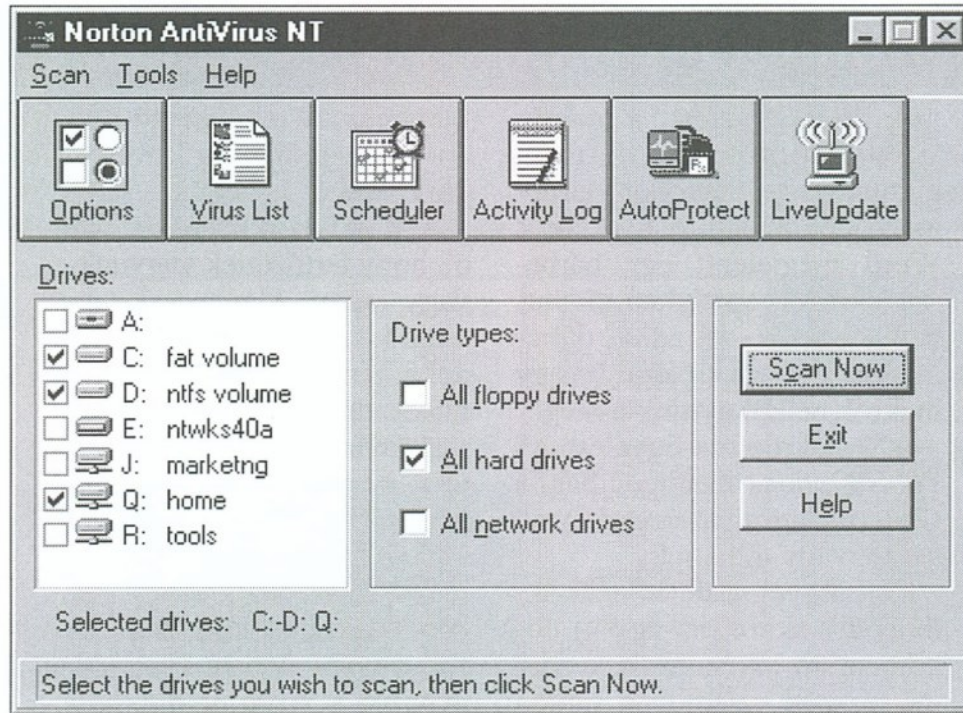 Norton AntiVirus NT
Scan Tools Help
Options Virus List Scheduler Activity Log AutoProtect LiveUpdate
Drives:
A:
C: fat volume
D: ntfs volume
E: ntwks40a
J: marketng
Q: home
R: tools
Drive types:
All floppy drives
All hard drives
All network drives
Scan Now
Exit
Help
Selected drives: C:-D: Q:
Select the drives you wish to scan, then click Scan Now.